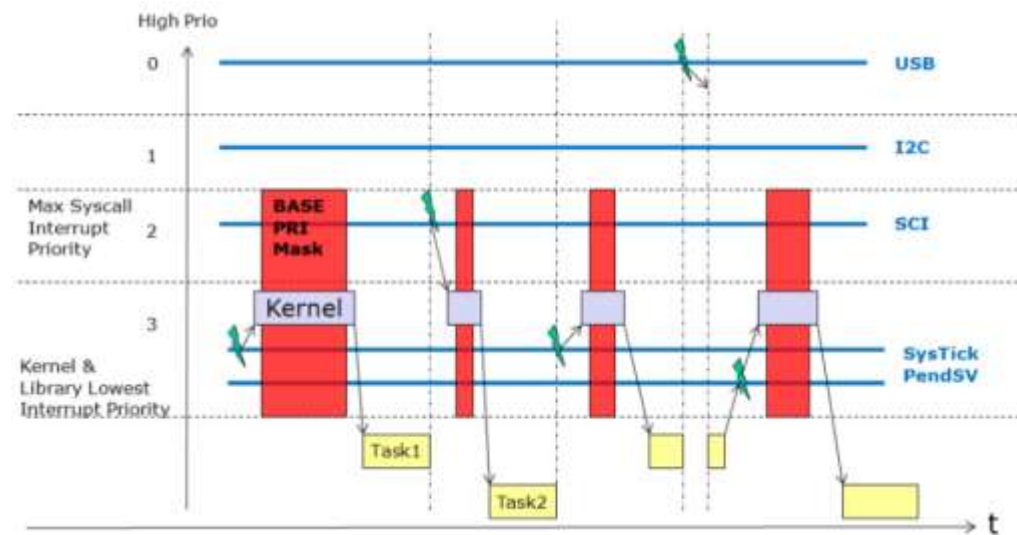 High Prio
0
USB
1
I2C
Max Syscall
Interrupt
Priority
2
BASE
PRI
Mask
SCI
Kernel
3
SysTick
PendSV
Kernel &
Library Lowest
Interrupt Priority
Task1
Task2
t